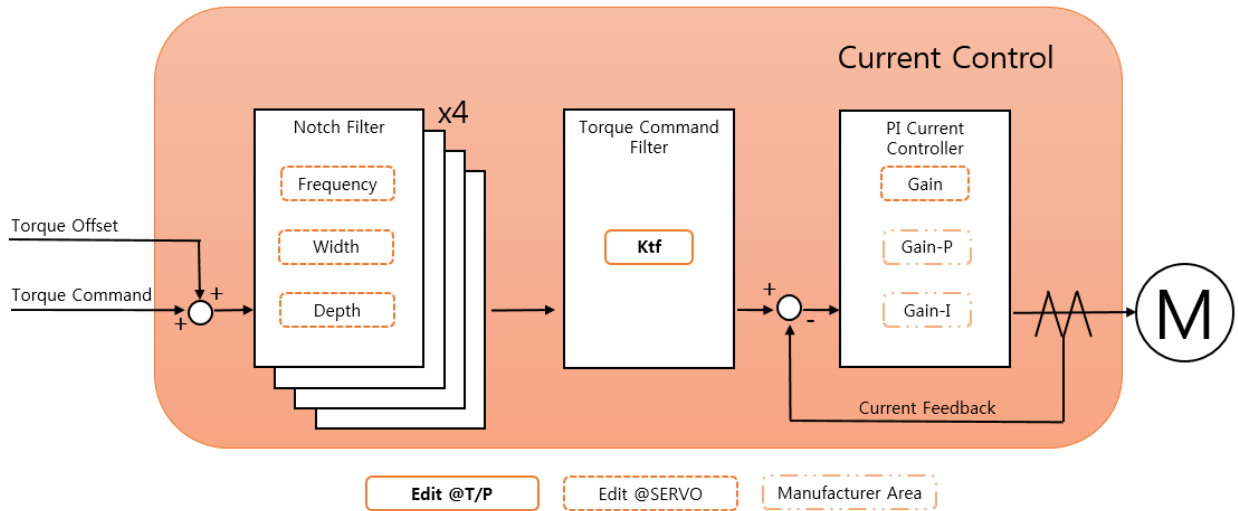 Current Control
x4
Notch Filter
Frequency
Width
Depth
Torque Command
Filter
Ktf
PI Current
Controller
Gain
Gain-P
Gain-I
Torque Offset
Torque Command
+
+
+
-
Current Feedback
M
Edit @T/P
Edit @SERVO
Manufacturer Area